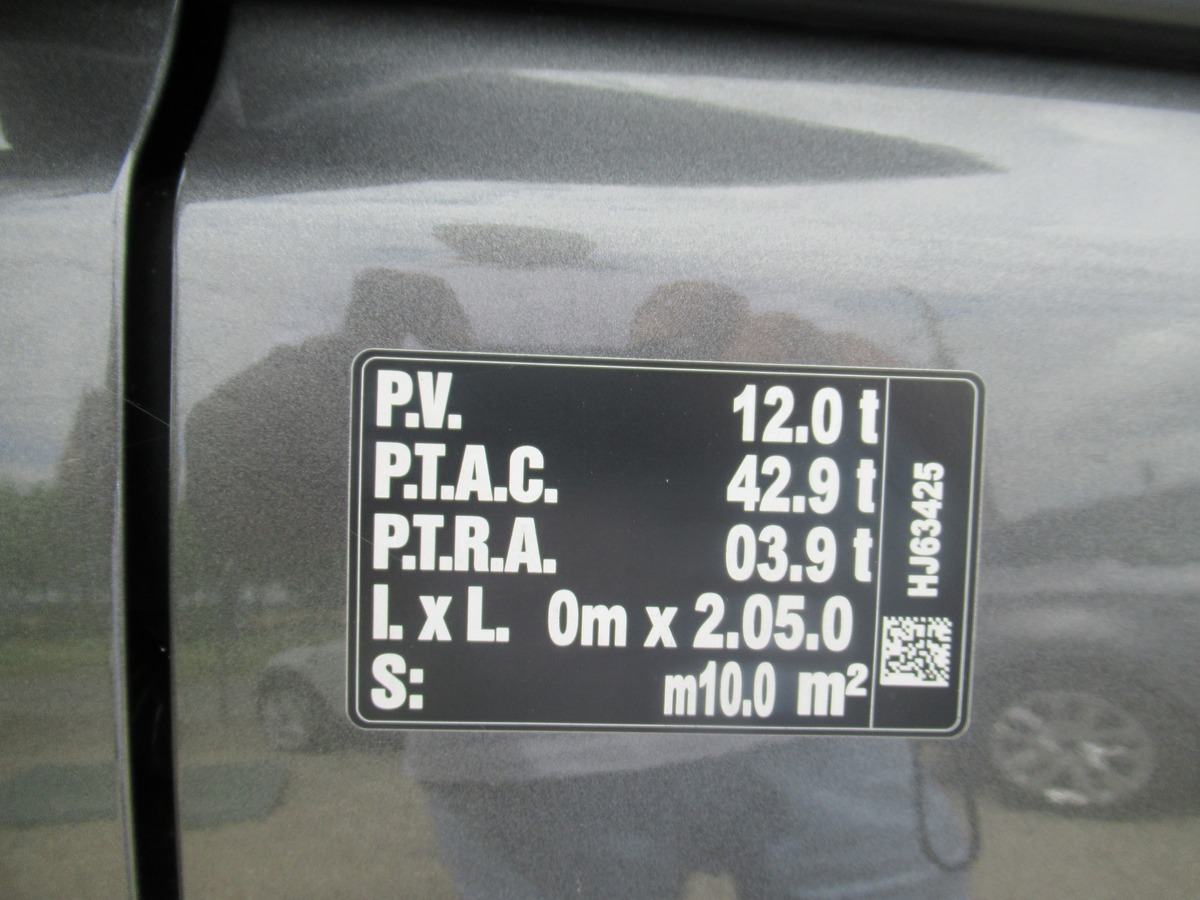 P.V. 12.0 t
P.T.A.C. 42.9 t
P.T.R.A. 03.9 t
l. x L. 0m x 2.05.0
S: m10.0 m²
HJ63425